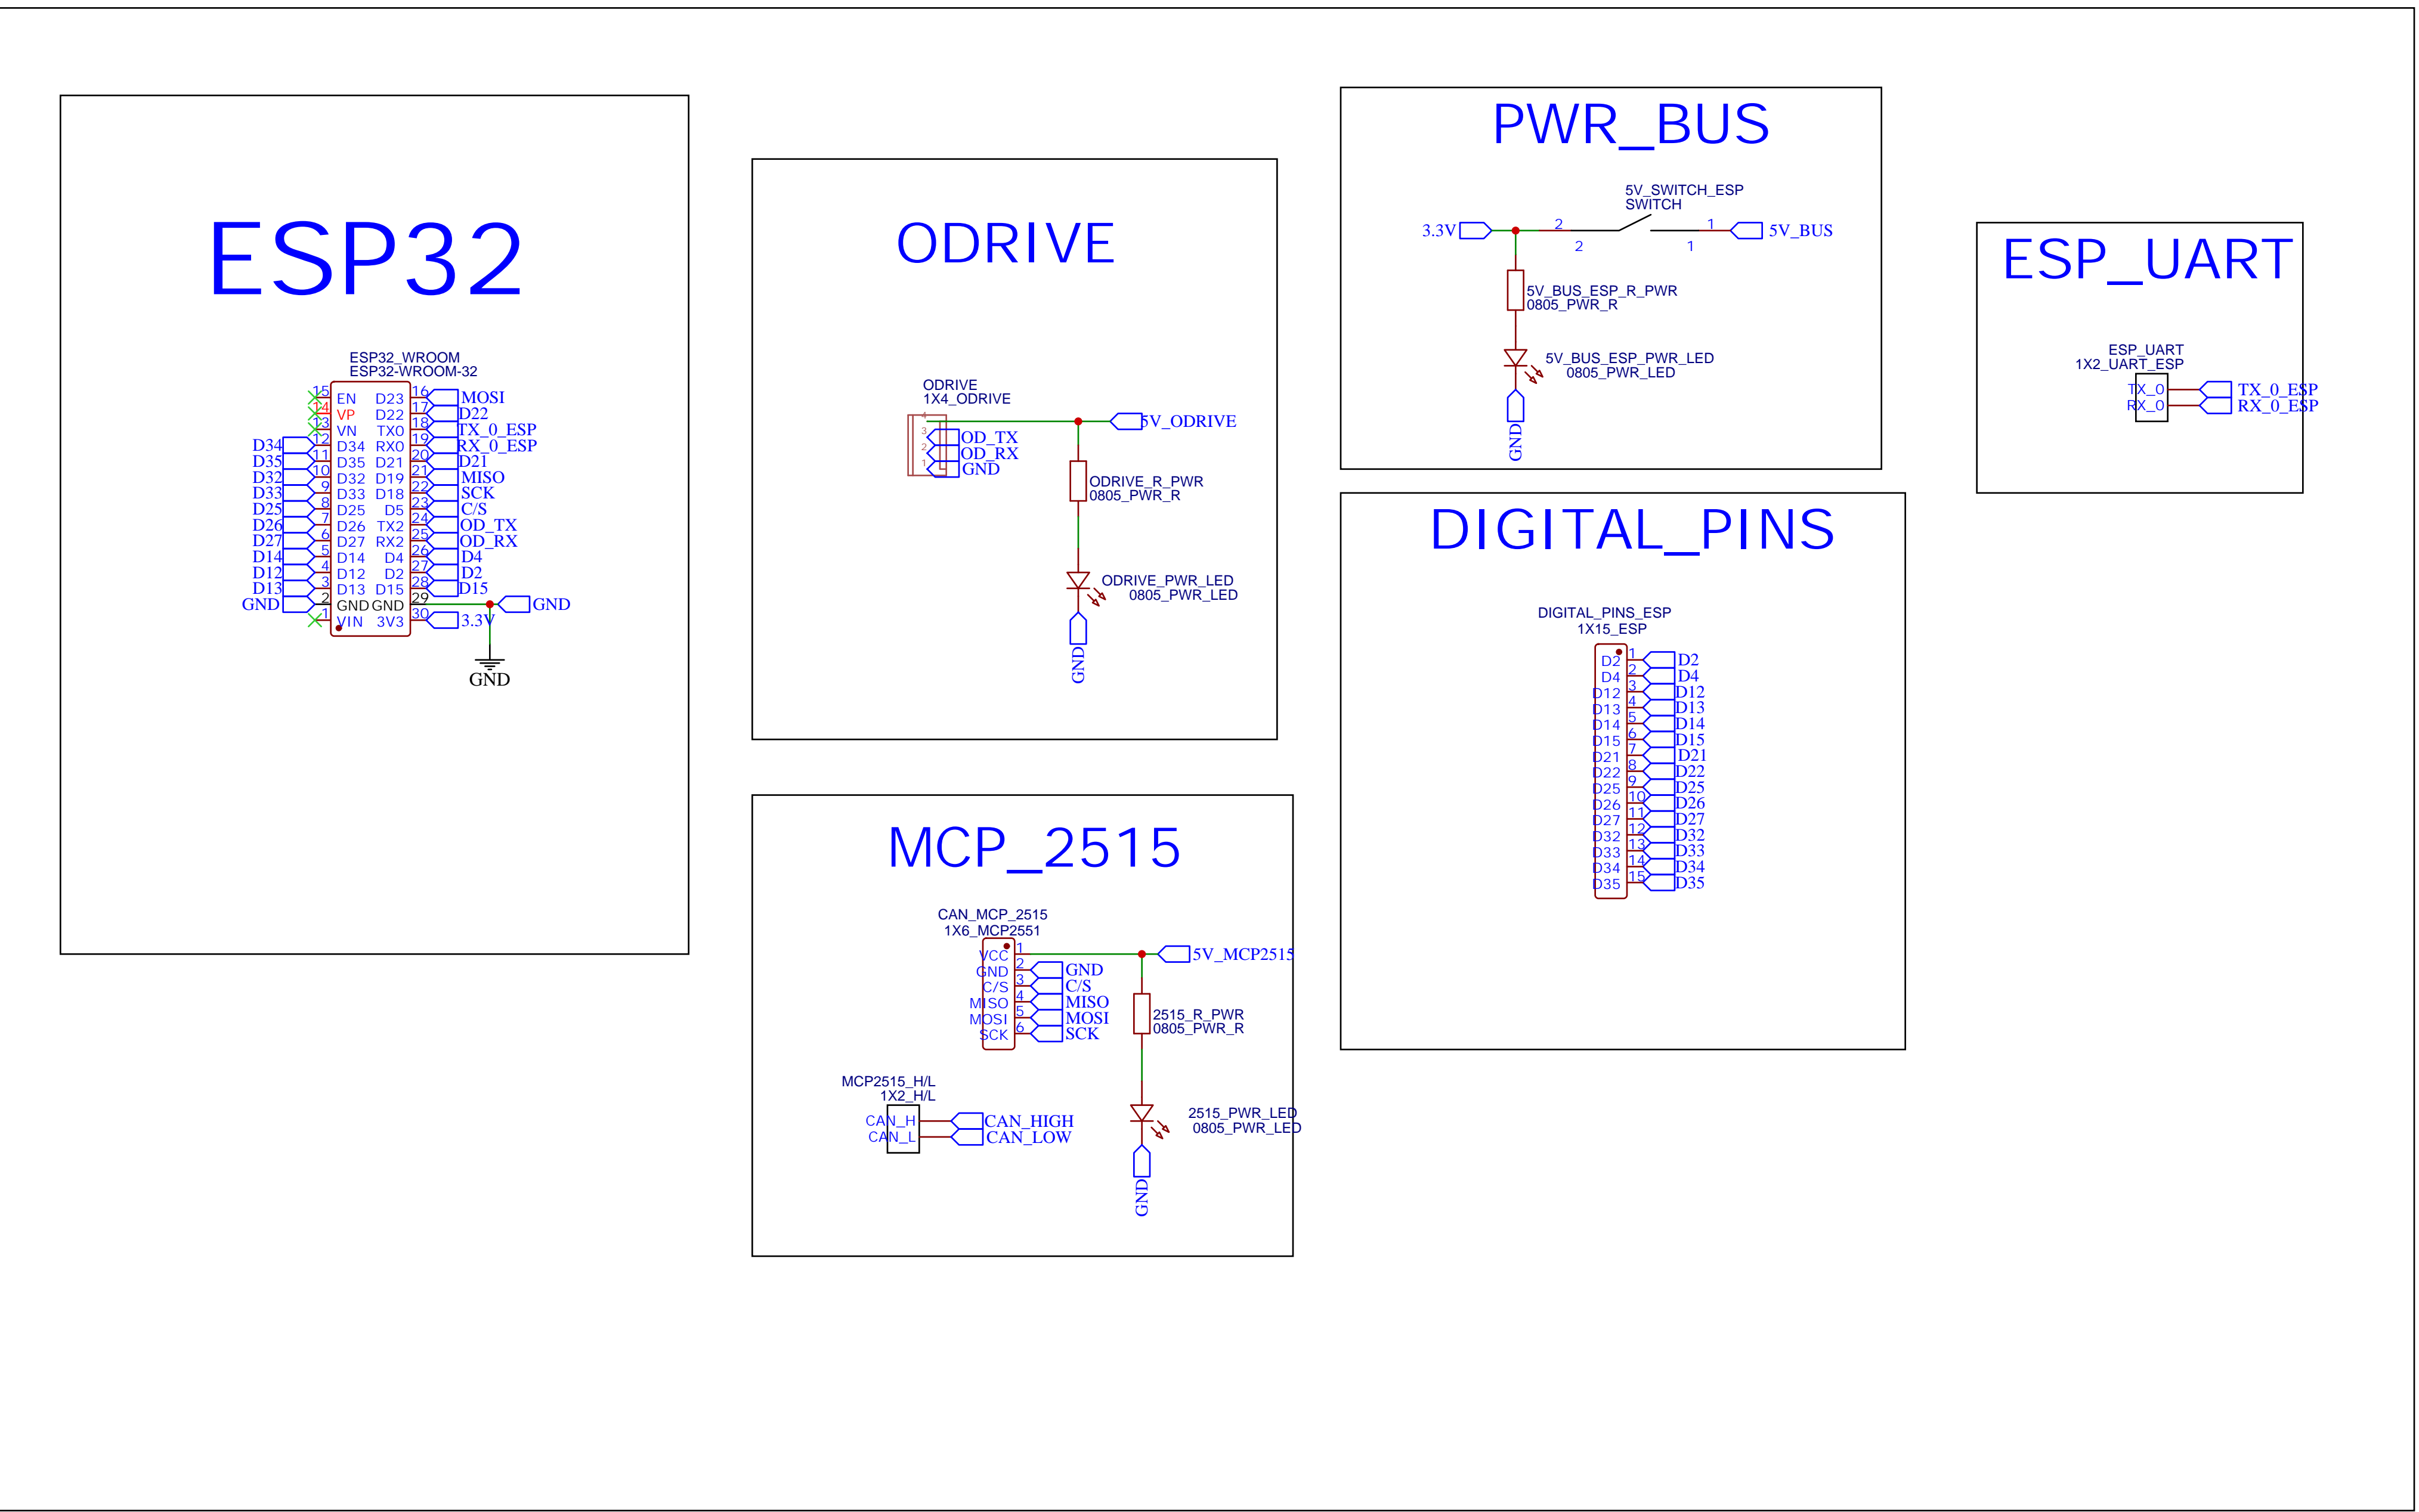 ESP32
ESP32_WROOM
ESP32-WROOM-32
15 EN D23 16 MOSI
14 VP D22 17 D22
13 VN TX0 18 TX_0_ESP
D34 12 D34 RX0 19 RX_0_ESP
D35 11 D35 D21 20 D21
D32 10 D32 D19 21 MISO
D33 9 D33 D18 22 SCK
D25 8 D25 D5 23 C/S
D26 7 D26 TX2 24 OD_TX
D27 6 D27 RX2 25 OD_RX
D14 5 D14 D4 26 D4
D12 4 D12 D2 27 D2
D13 3 D13 D15 28 D15
GND 2 GND GND 29 GND
1 VIN 3V3 30 3.3V
GND
ODRIVE
ODRIVE
1X4_ODRIVE
4 5V_ODRIVE
3 OD_TX
2 OD_RX
1 GND
ODRIVE_R_PWR
0805_PWR_R
ODRIVE_PWR_LED
0805_PWR_LED
GND
MCP_2515
CAN_MCP_2515
1X6_MCP2551
VCC 1 5V_MCP2515
GND 2 GND
C/S 3 C/S
MISO 4 MISO
MOSI 5 MOSI
SCK 6 SCK
2515_R_PWR
0805_PWR_R
MCP2515_H/L
1X2_H/L
CAN_H CAN_HIGH
CAN_L CAN_LOW
2515_PWR_LED
0805_PWR_LED
GND
PWR_BUS
5V_SWITCH_ESP
SWITCH
3.3V 2 1 5V_BUS
2 1
5V_BUS_ESP_R_PWR
0805_PWR_R
5V_BUS_ESP_PWR_LED
0805_PWR_LED
GND
DIGITAL_PINS
DIGITAL_PINS_ESP
1X15_ESP
D2 1 D2
D4 2 D4
D12 3 D12
D13 4 D13
D14 5 D14
D15 6 D15
D21 7 D21
D22 8 D22
D25 9 D25
D26 10 D26
D27 11 D27
D32 12 D32
D33 13 D33
D34 14 D34
D35 15 D35
ESP_UART
ESP_UART
1X2_UART_ESP
TX_0 TX_0_ESP
RX_0 RX_0_ESP